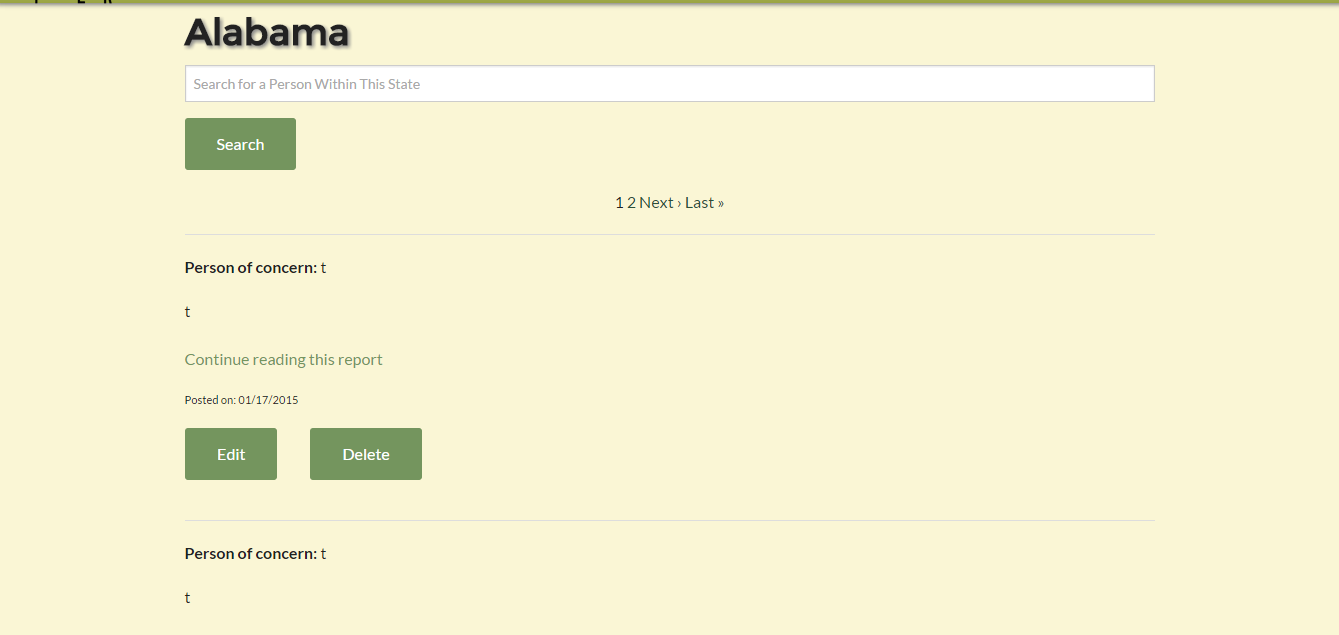 Alabama
Search for a Person Within This State
Search
1 2 Next › Last »
Person of concern: t
t
Continue reading this report
Posted on: 01/17/2015
Edit Delete
Person of concern: t
t